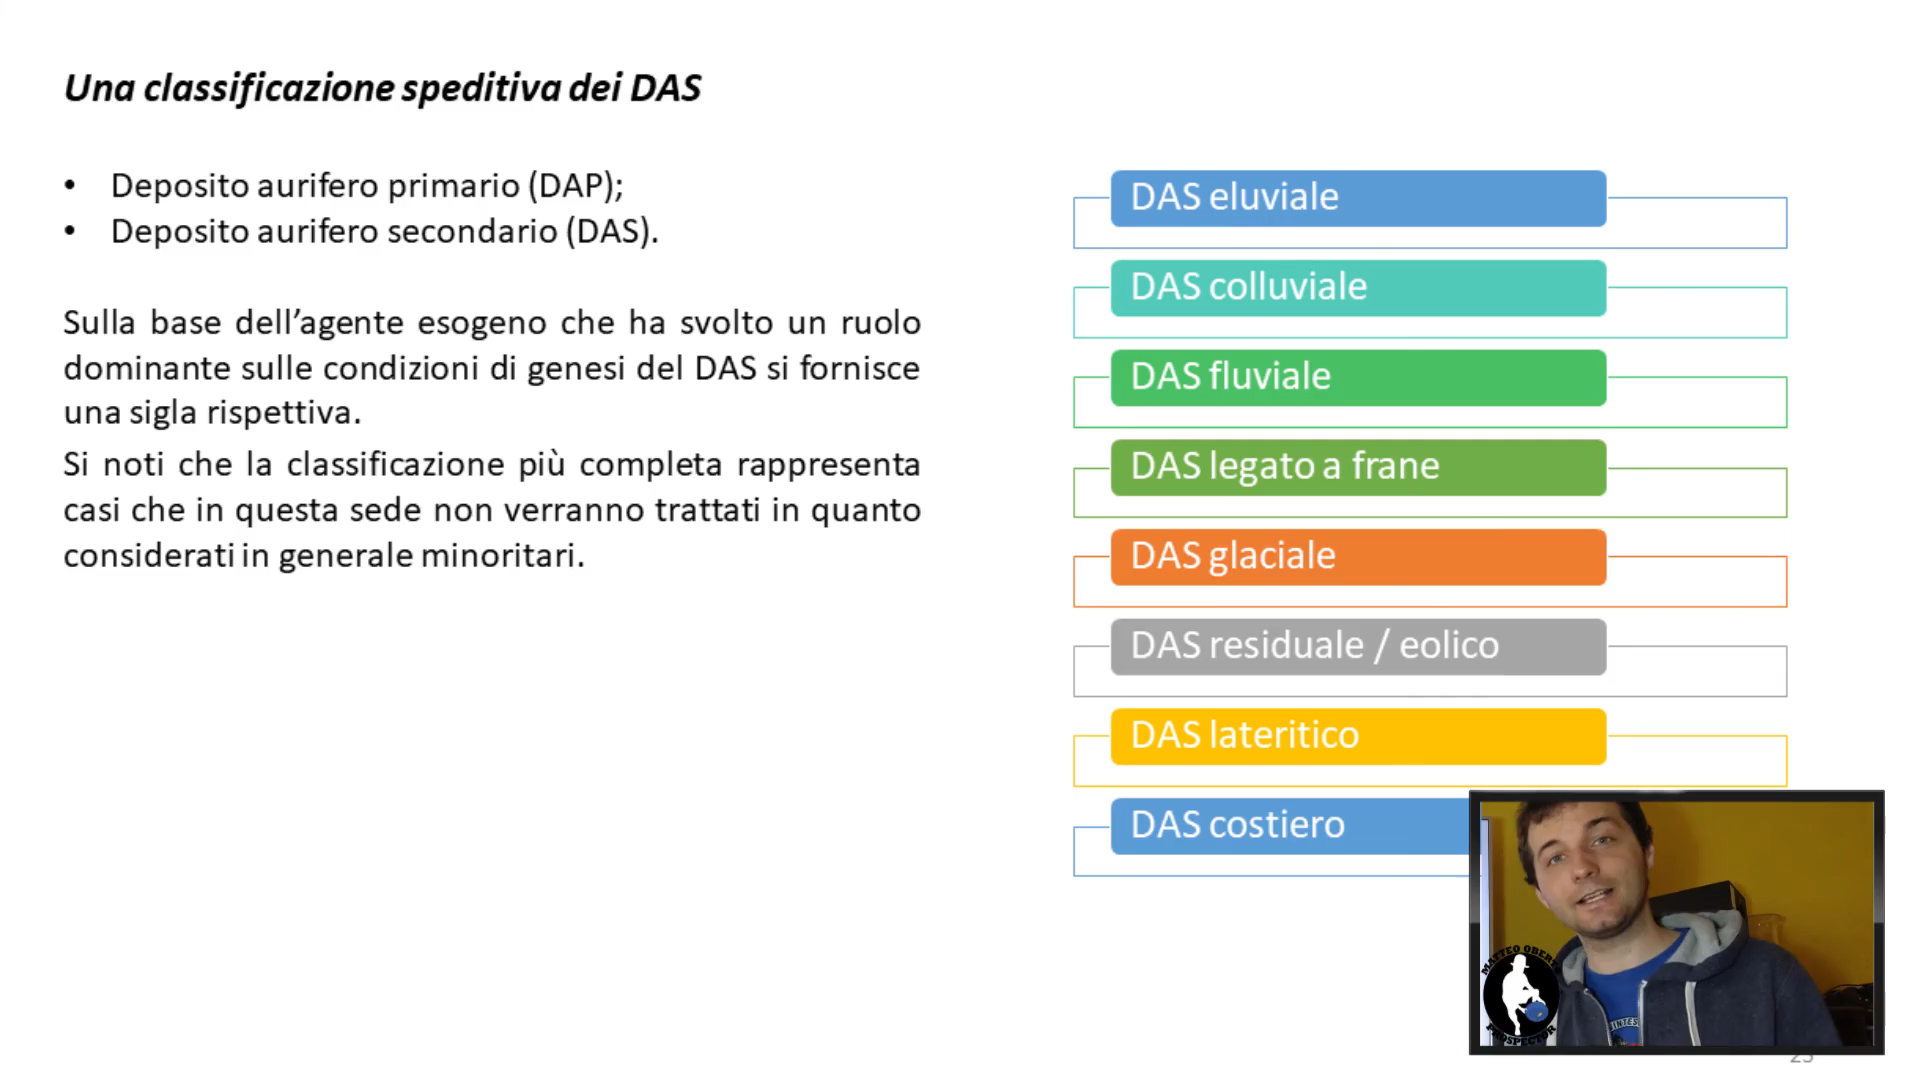 Una classificazione speditiva dei DAS
• Deposito aurifero primario (DAP);
• Deposito aurifero secondario (DAS).
Sulla base dell’agente esogeno che ha svolto un ruolo
dominante sulle condizioni di genesi del DAS si fornisce
una sigla rispettiva.
Si noti che la classificazione più completa rappresenta
casi che in questa sede non verranno trattati in quanto
considerati in generale minoritari.
DAS eluviale
DAS colluviale
DAS fluviale
DAS legato a frane
DAS glaciale
DAS residuale / eolico
DAS lateritico
DAS costiero
MATTEO
PROSPECTOR